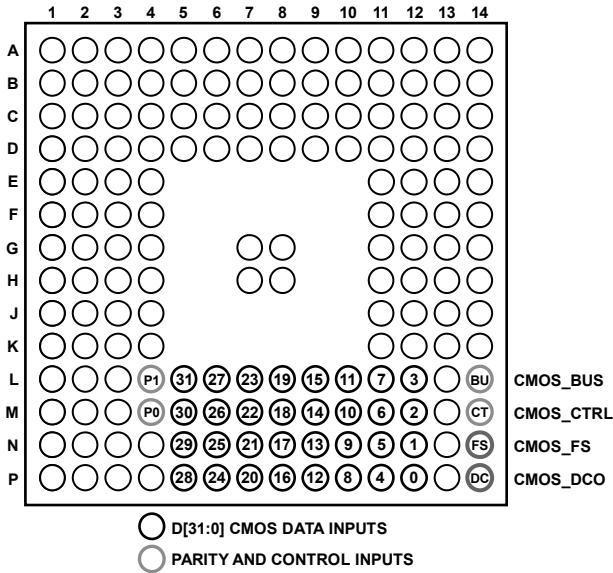 1 2 3 4 5 6 7 8 9 10 11 12 13 14
A
B
C
D
E
F
G
H
J
K
L P1 31 27 23 19 15 11 7 3 BU CMOS_BUS
M P0 30 26 22 18 14 10 6 2 CT CMOS_CTRL
N 29 25 21 17 13 9 5 1 FS CMOS_FS
P 28 24 20 16 12 8 4 0 DC CMOS_DCO
D[31:0] CMOS DATA INPUTS
PARITY AND CONTROL INPUTS